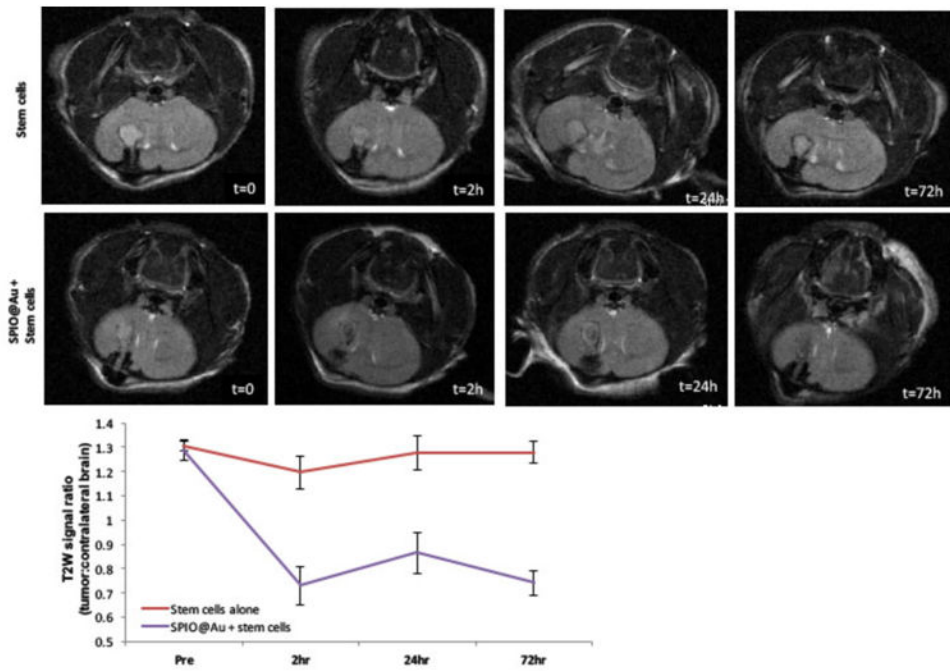 Stem cells
t=0
t=2h
t=24h
t=72h
SPIO@Au +
Stem cells
t=0
t=2h
t=24h
t=72h
T2W signal ratio
(tumor:contralateral brain)
1.4
1.3
1.2
1.1
1
0.9
0.8
0.7
0.6
0.5
Stem cells alone
SPIO@Au + stem cells
Pre
2hr
24hr
72hr